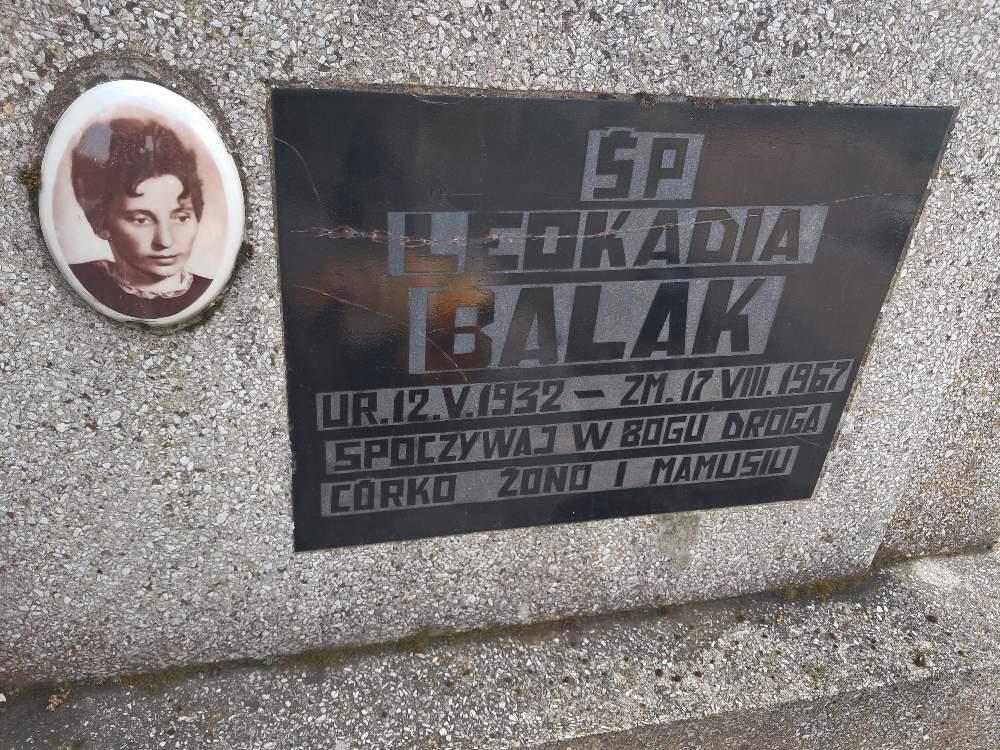 ŚP
LEOKADIA
BALAK
UR.12.V.1932 – ZM.17 VIII.1967
SPOCZYWAJ W BOGU DROGA
CÓRKO ŻONO I MAMUSIU